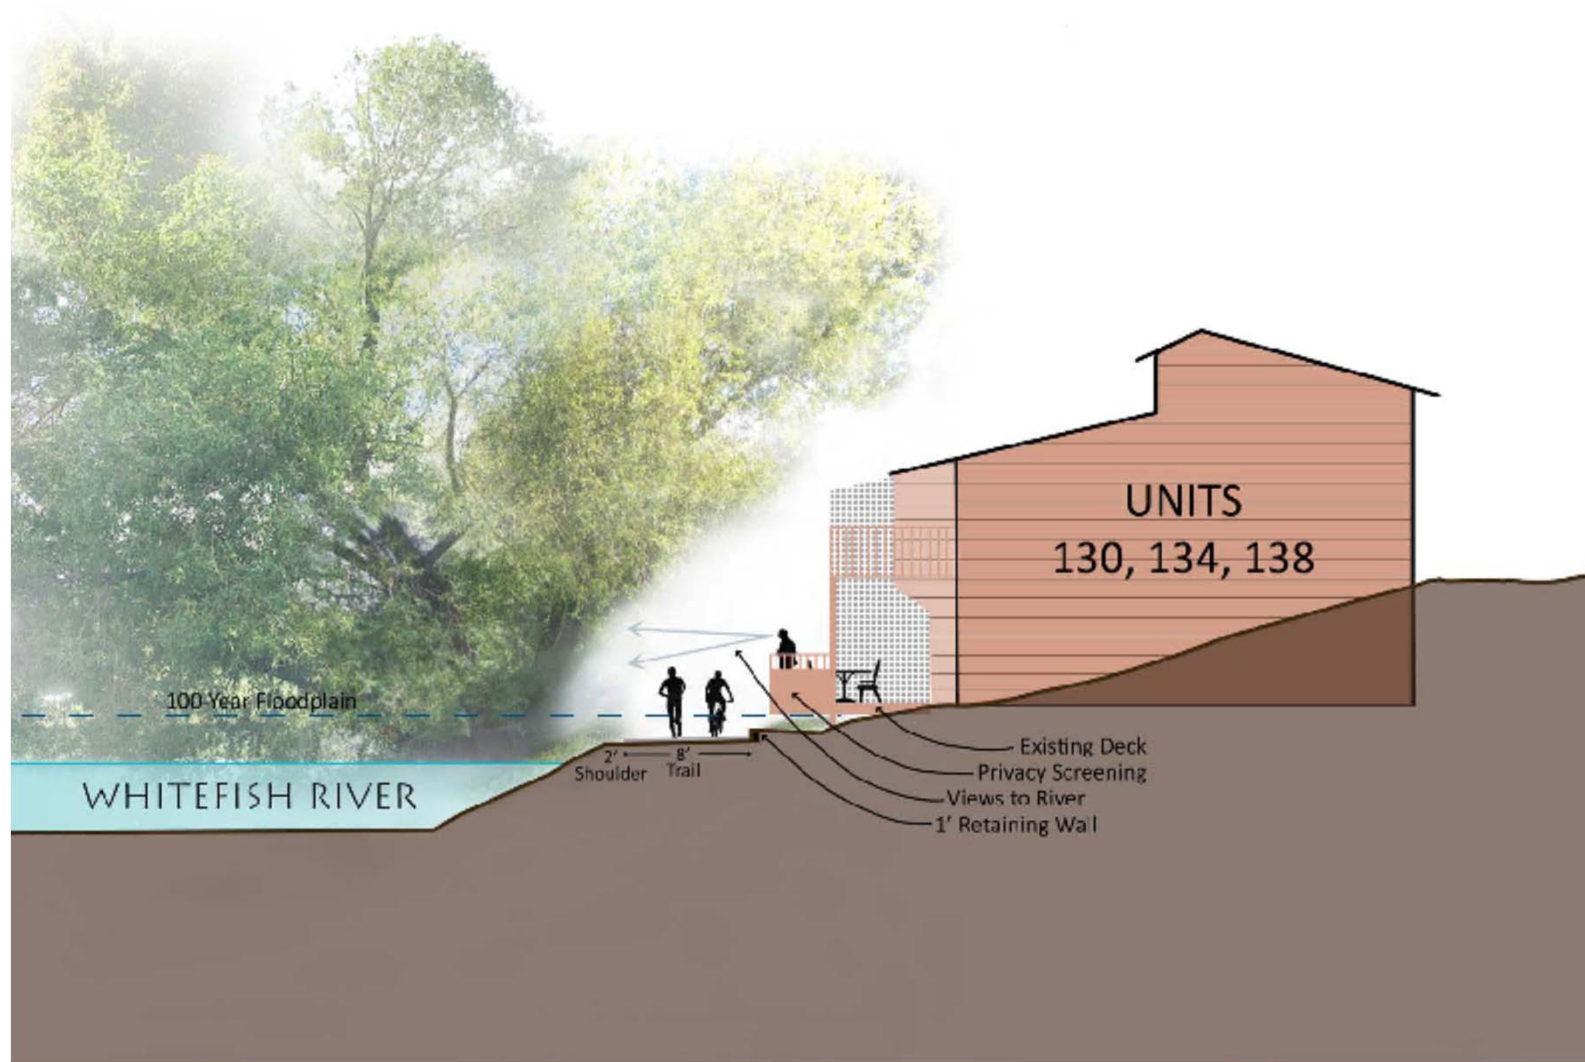 UNITS
130, 134, 138
100-Year Floodplain
2' 8'
Shoulder Trail
WHITEFISH RIVER
Existing Deck
Privacy Screening
Views to River
1' Retaining Wall